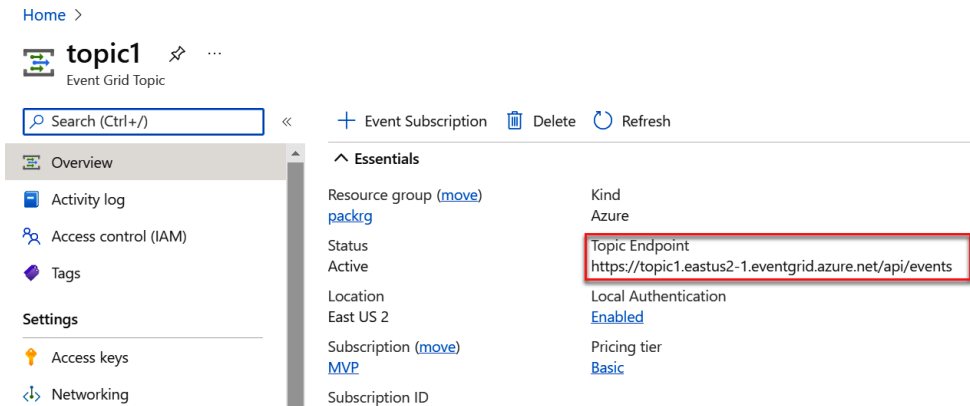 Home >
topic1 ...
Event Grid Topic
Search (Ctrl+/)
«
Overview
Activity log
Access control (IAM)
Tags
Settings
Access keys
Networking
Event Subscription Delete Refresh
Essentials
Resource group (move)
packrg
Status
Active
Location
East US 2
Subscription (move)
MVP
Subscription ID
Kind
Azure
Topic Endpoint
https://topic1.eastus2-1.eventgrid.azure.net/api/events
Local Authentication
Enabled
Pricing tier
Basic